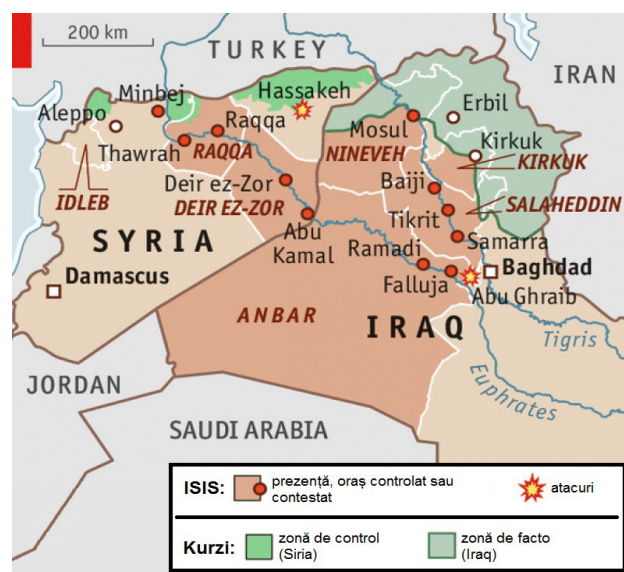 200 km
TURKEY
IRAN
Minbej
Hassakeh
Aleppo
Erbil
Raqqa
Mosul
Thawrah
RAQQA
NINEVEH
Kirkuk
KIRKUK
Deir ez-Zor
Baiji
IDLEB
DEIR EZ-ZOR
SALAHEDDIN
Tikrit
SYRIA
Abu
Kamal
Ramadi
Samarra
Damascus
Baghdad
Falluja
Abu Ghraib
ANBAR
IRAQ
Tigris
JORDAN
Euphrates
SAUDI ARABIA
ISIS:
prezență, oraș controlat sau
contestat
atacuri
Kurzi:
zonă de control
(Siria)
zonă de facto
(Iraq)